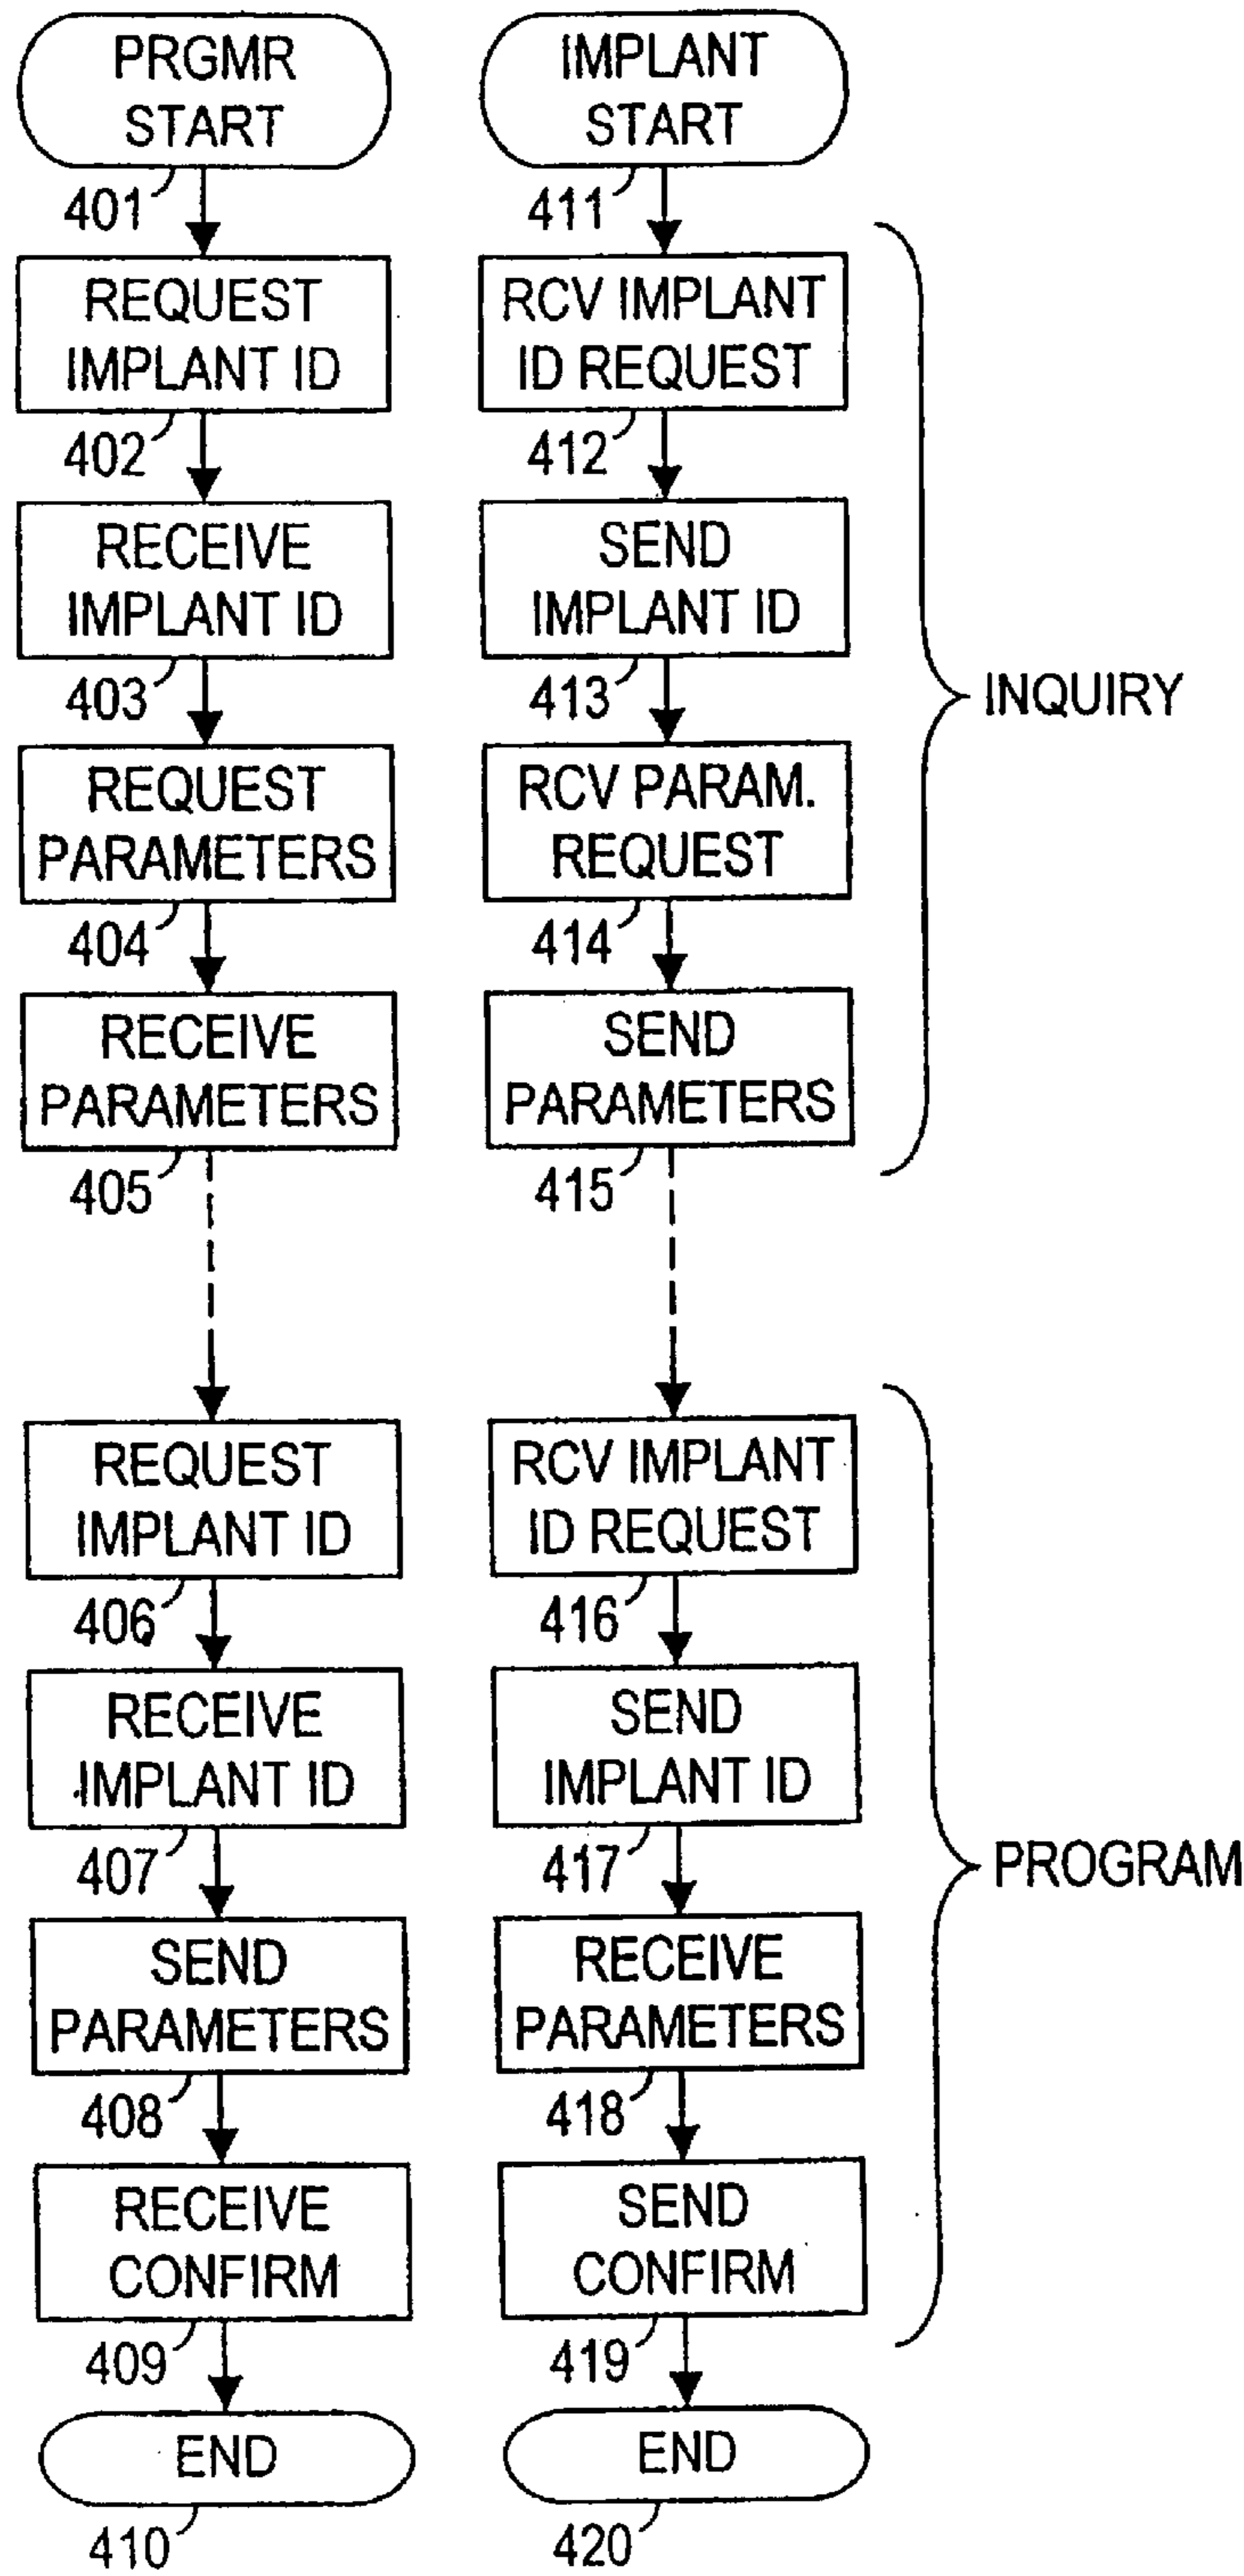 PRGMR
START
401
REQUEST
IMPLANT ID
402
RECEIVE
IMPLANT ID
403
REQUEST
PARAMETERS
404
RECEIVE
PARAMETERS
405
REQUEST
IMPLANT ID
406
RECEIVE
IMPLANT ID
407
SEND
PARAMETERS
408
RECEIVE
CONFIRM
409
END
410
IMPLANT
START
411
RCV IMPLANT
ID REQUEST
412
SEND
IMPLANT ID
413
RCV PARAM.
REQUEST
414
SEND
PARAMETERS
415
RCV IMPLANT
ID REQUEST
416
SEND
IMPLANT ID
417
RECEIVE
PARAMETERS
418
SEND
CONFIRM
419
END
420
INQUIRY
PROGRAM